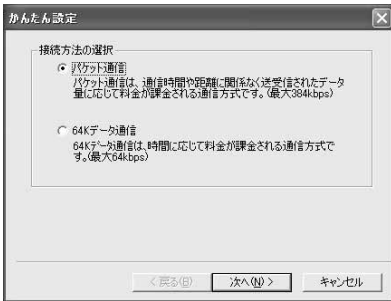 かんたん設定
接続方法の選択
パケット通信
パケット通信は、通信時間や距離に関係なく送受信されたデータ
量に応じて料金が課金される通信方式です。(最大384kbps)
64Kデータ通信
64Kデータ通信は、時間に応じて料金が課金される通信方式で
す。(最大64kbps)
< 戻る(B)
次へ(N) >
キャンセル